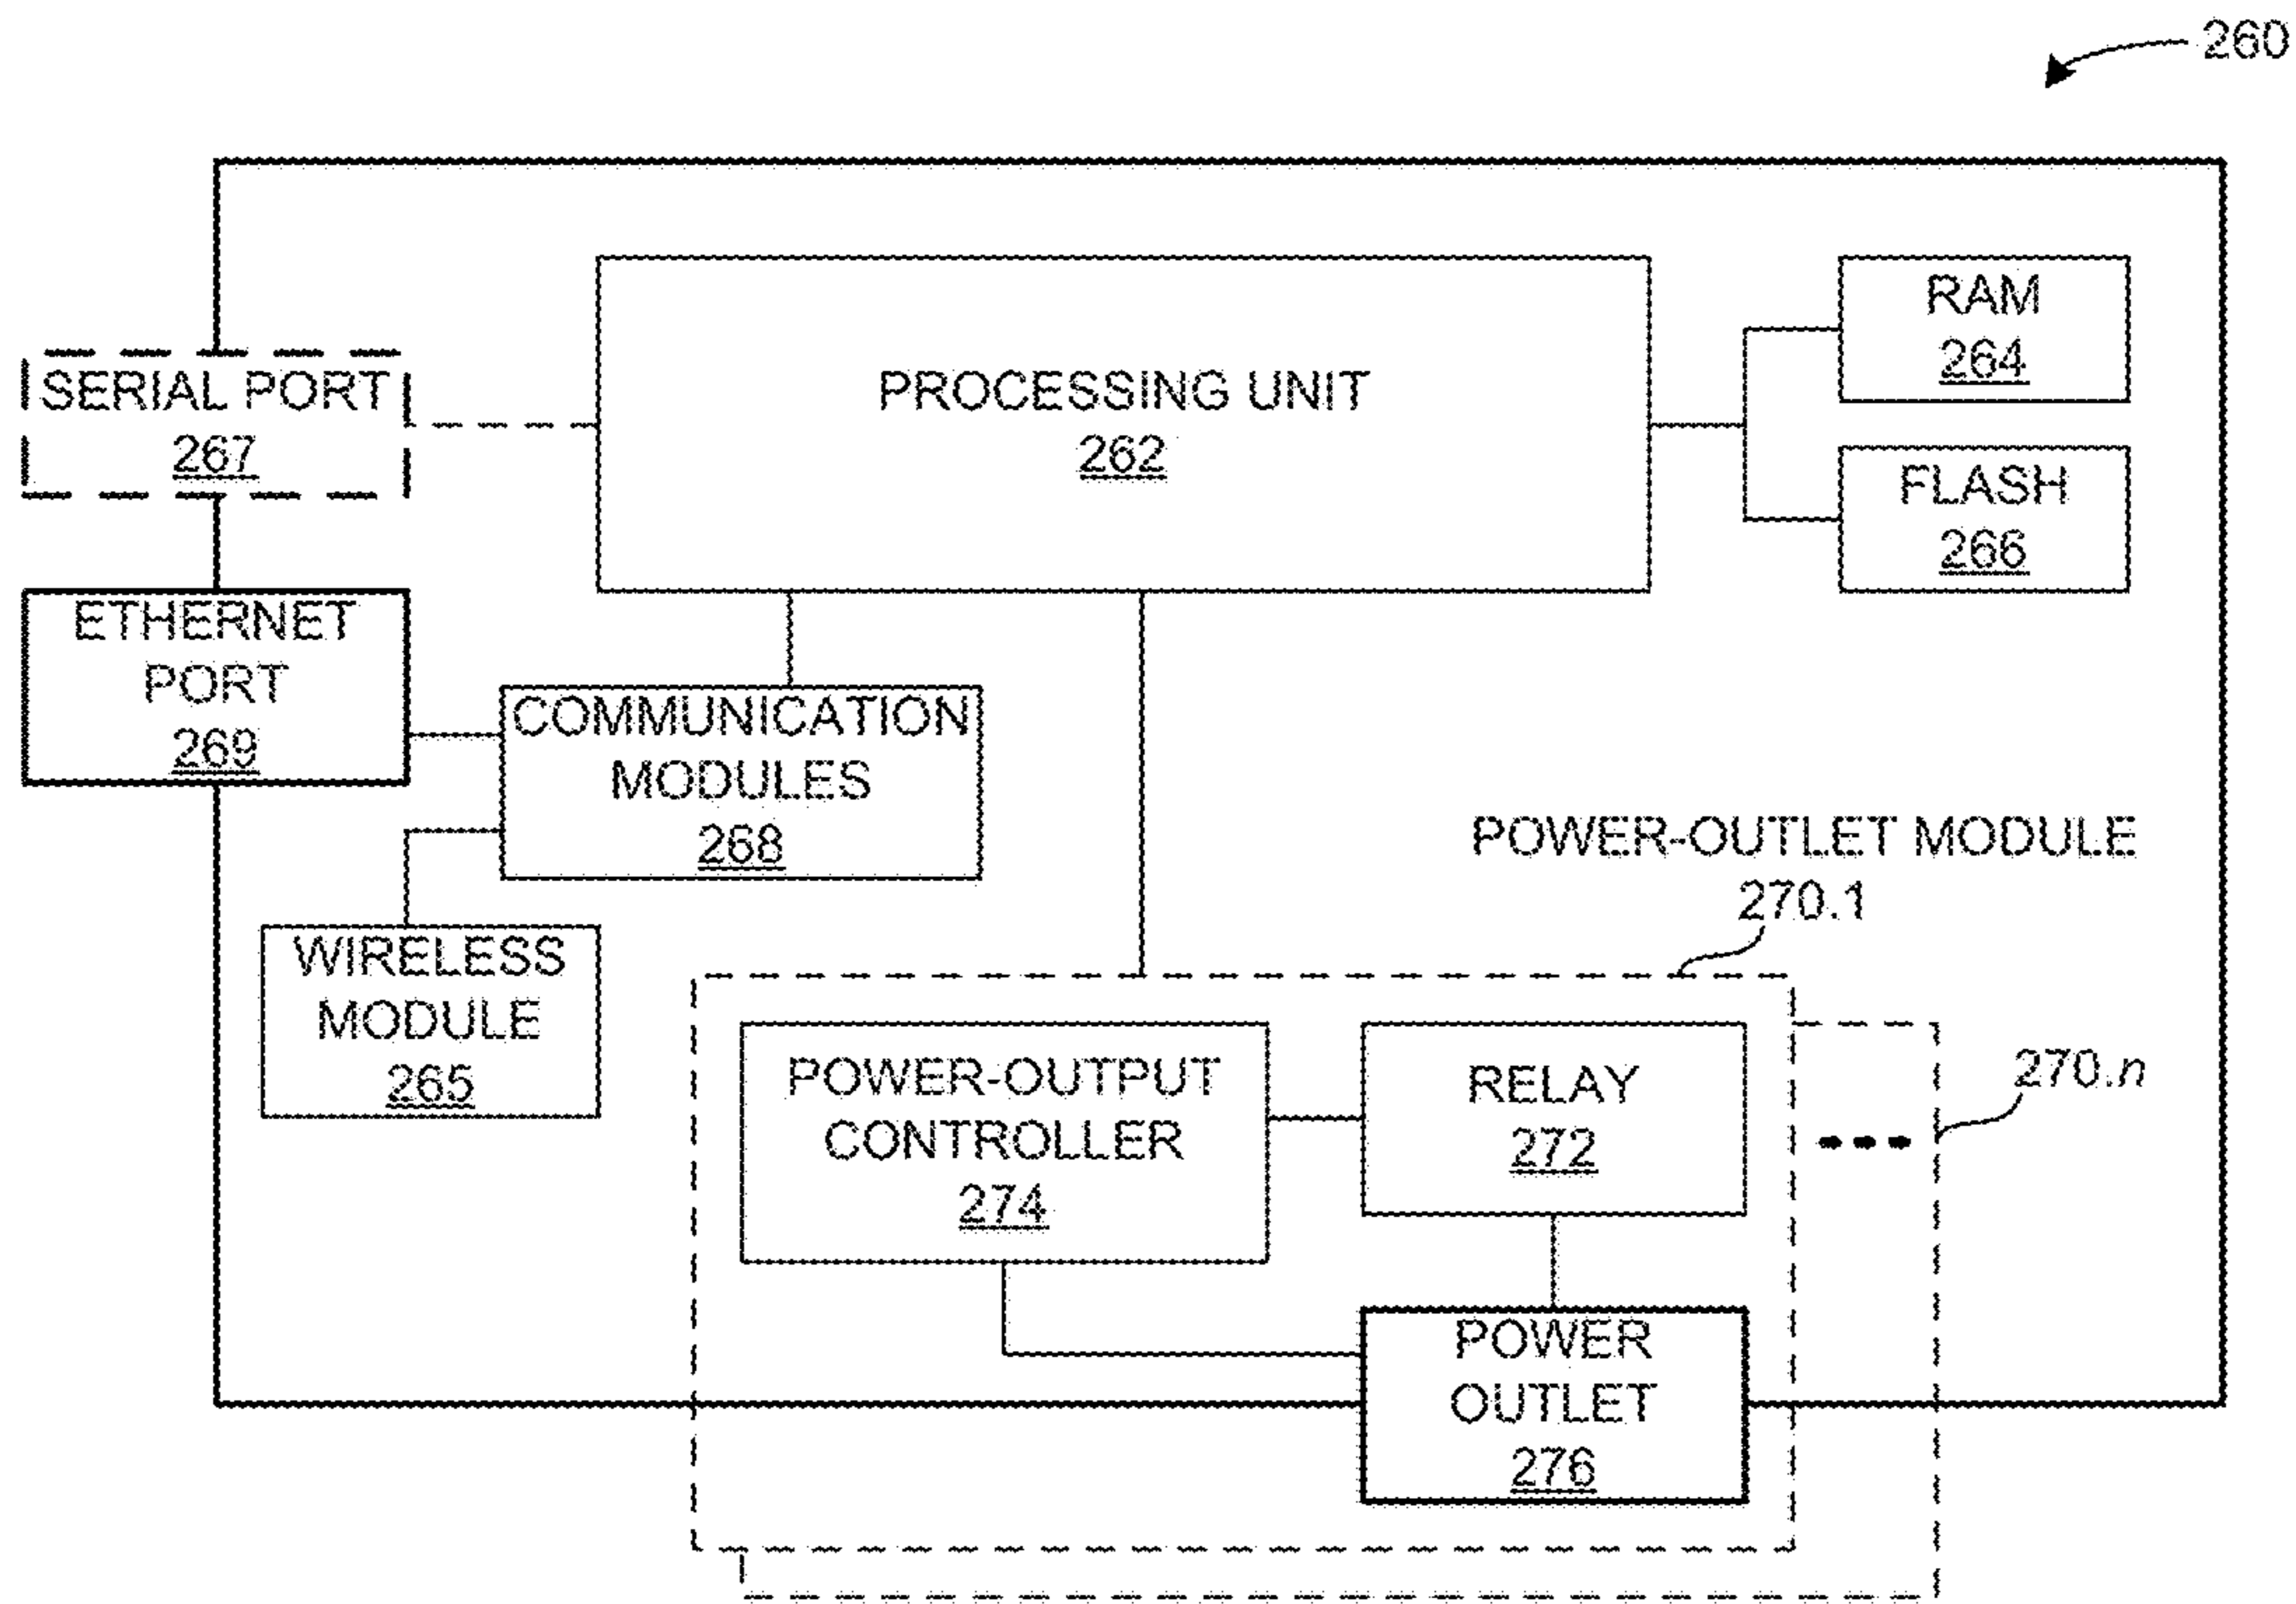 260
RAM
264
SERIAL PORT
267
PROCESSING UNIT
262
FLASH
266
ETHERNET
PORT
269
COMMUNICATION
MODULES
268
POWER-OUTLET MODULE
270.1
WIRELESS
MODULE
265
POWER-OUTPUT
CONTROLLER
274
RELAY
272
270.n
POWER
OUTLET
276